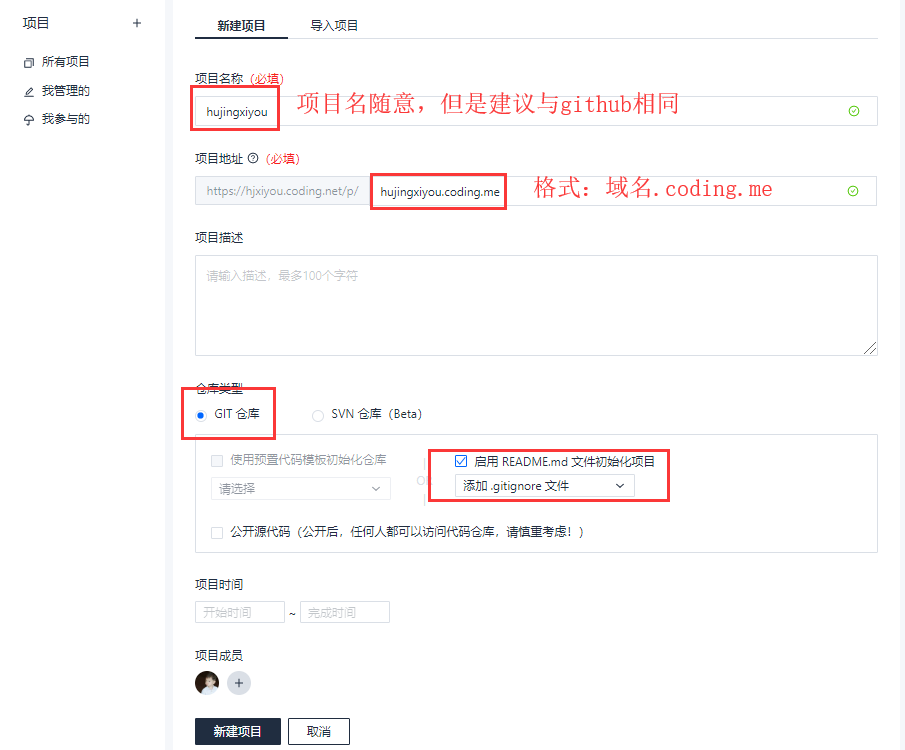 项目 +
所有项目
我管理的
我参与的
新建项目 导入项目
项目名称（必填）
hujingxiyou 项目名随意，但是建议与github相同
项目地址 ? （必填）
https://hjxiyou.coding.net/p/ hujingxiyou.coding.me 格式：域名.coding.me
项目描述
请输入描述，最多100个字符
仓库类型
GIT 仓库 SVN 仓库（Beta）
使用预置代码模板初始化仓库 启用 README.md 文件初始化项目
请选择 添加 .gitignore 文件
公开源代码（公开后，任何人都可以访问代码仓库，请慎重考虑！）
项目时间
开始时间 ~ 完成时间
项目成员
+
新建项目 取消